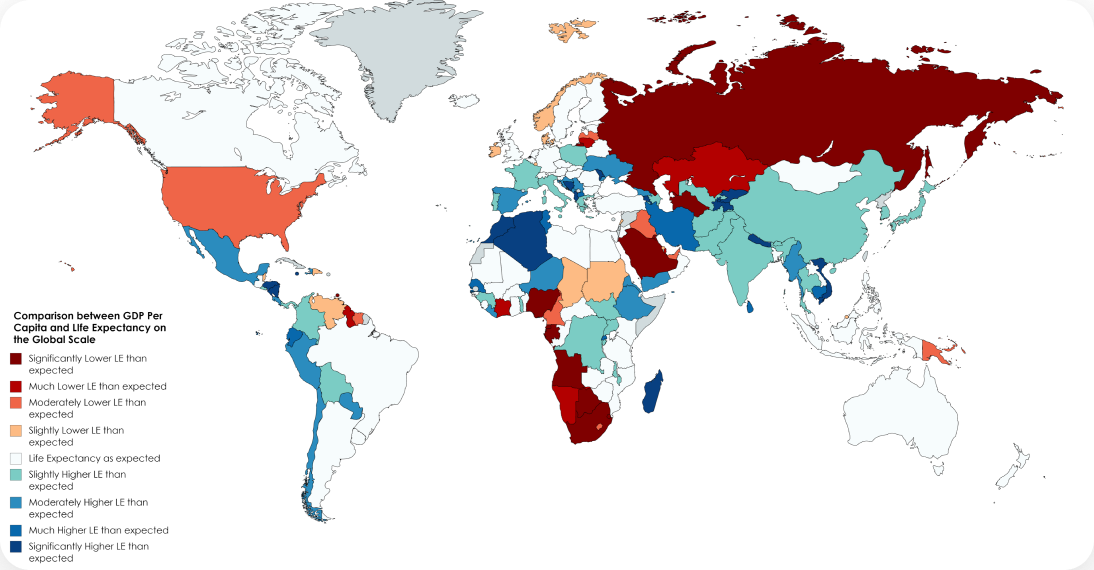 Comparison between GDP Per
Capita and Life Expectancy on
the Global Scale
Significantly Lower LE than
expected
Much Lower LE than expected
Moderately Lower LE than
expected
Slightly Lower LE than
expected
Life Expectancy as expected
Slightly Higher LE than
expected
Moderately Higher LE than
expected
Much Higher LE than expected
Significantly Higher LE than
expected